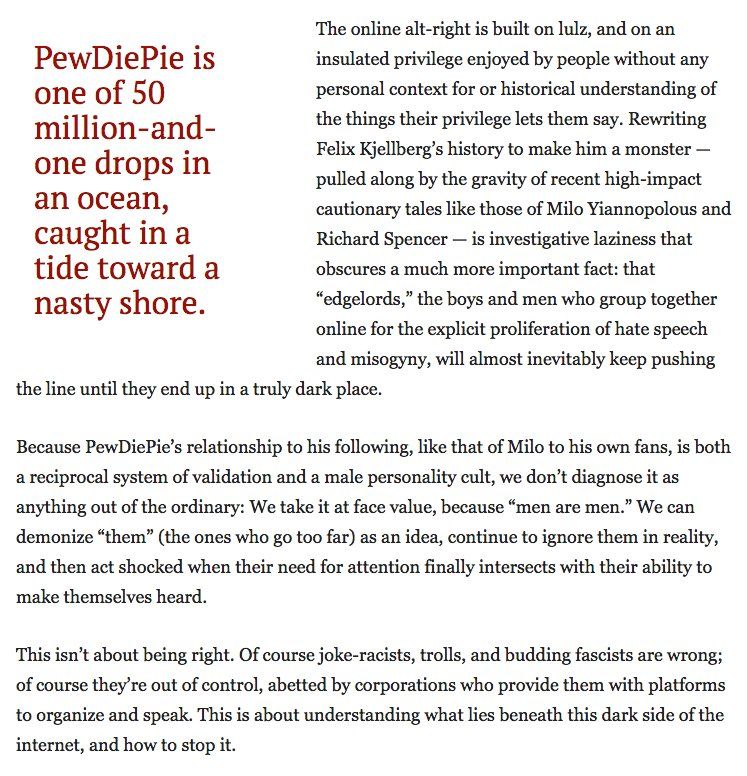 PewDiePie is
one of 50
million-and-
one drops in
an ocean,
caught in a
tide toward a
nasty shore.
The online alt-right is built on lulz, and on an
insulated privilege enjoyed by people without any
personal context for or historical understanding of
the things their privilege lets them say. Rewriting
Felix Kjellberg’s history to make him a monster —
pulled along by the gravity of recent high-impact
cautionary tales like those of Milo Yiannopolous and
Richard Spencer — is investigative laziness that
obscures a much more important fact: that
“edgelords,” the boys and men who group together
online for the explicit proliferation of hate speech
and misogyny, will almost inevitably keep pushing
the line until they end up in a truly dark place.
Because PewDiePie’s relationship to his following, like that of Milo to his own fans, is both
a reciprocal system of validation and a male personality cult, we don’t diagnose it as
anything out of the ordinary: We take it at face value, because “men are men.” We can
demonize “them” (the ones who go too far) as an idea, continue to ignore them in reality,
and then act shocked when their need for attention finally intersects with their ability to
make themselves heard.
This isn’t about being right. Of course joke-racists, trolls, and budding fascists are wrong;
of course they’re out of control, abetted by corporations who provide them with platforms
to organize and speak. This is about understanding what lies beneath this dark side of the
internet, and how to stop it.